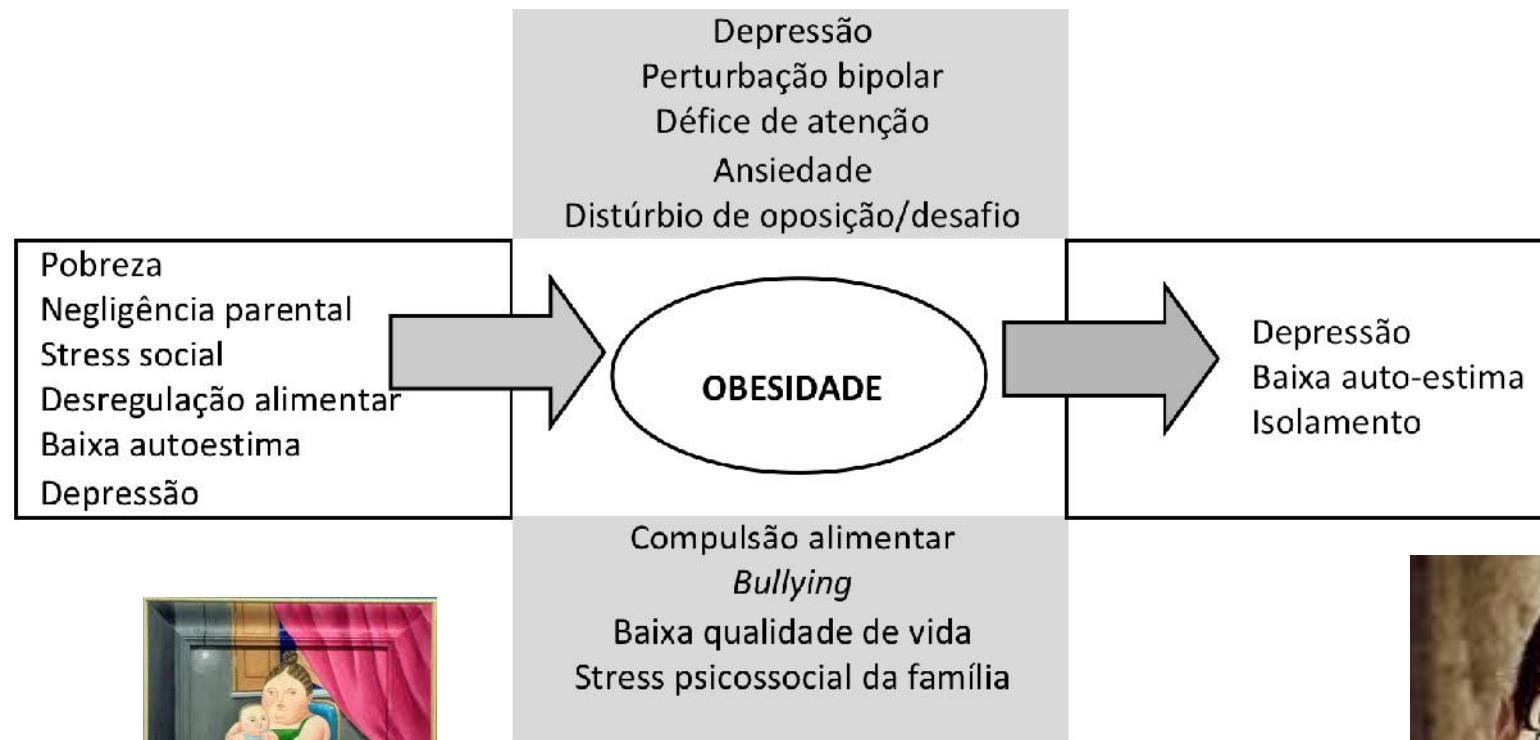 Depressão
Perturbação bipolar
Défice de atenção
Ansiedade
Distúrbio de oposição/desafio
Pobreza
Negligência parental
Stress social
Desregulação alimentar
Baixa autoestima
Depressão
OBESIDADE
Depressão
Baixa auto-estima
Isolamento
Compulsão alimentar
Bullying
Baixa qualidade de vida
Stress psicossocial da família